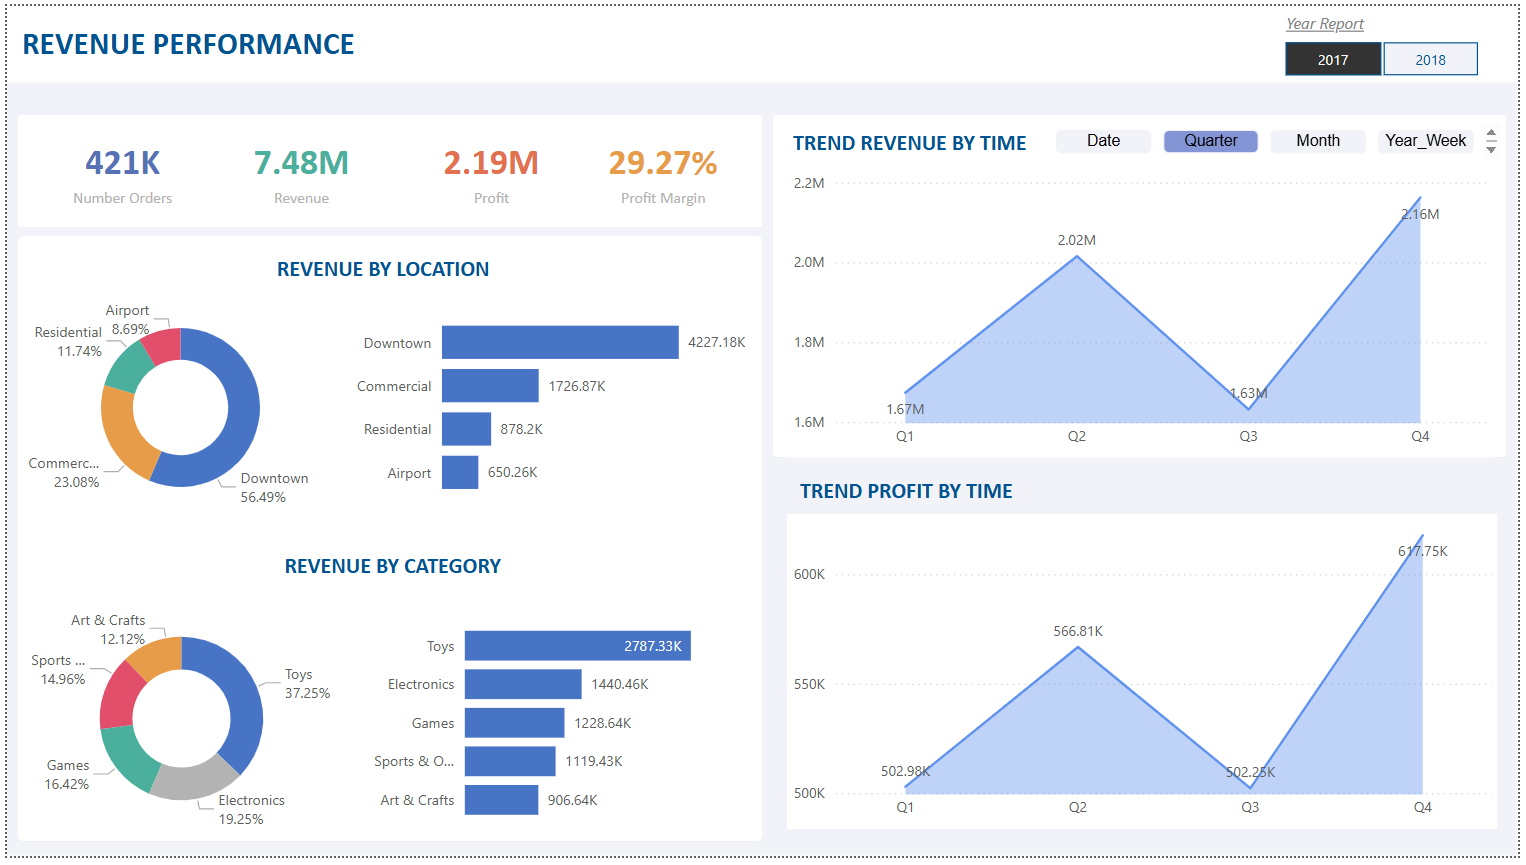 REVENUE PERFORMANCE
Year Report
2017
2018
421K
Number Orders
7.48M
Revenue
2.19M
Profit
29.27%
Profit Margin
REVENUE BY LOCATION
Airport
8.69%
Residential
11.74%
Commerc...
23.08%
Downtown
56.49%
Downtown 4227.18K
Commercial 1726.87K
Residential 878.2K
Airport 650.26K
REVENUE BY CATEGORY
Art & Crafts
12.12%
Sports ...
14.96%
Toys
37.25%
Games
16.42%
Electronics
19.25%
Toys 2787.33K
Electronics 1440.46K
Games 1228.64K
Sports & O... 1119.43K
Art & Crafts 906.64K
TREND REVENUE BY TIME
Date
Quarter
Month
Year_Week
2.2M
2.0M
1.8M
1.6M
1.67M
2.02M
1.63M
2.16M
Q1
Q2
Q3
Q4
TREND PROFIT BY TIME
600K
550K
500K
502.98K
566.81K
502.25K
617.75K
Q1
Q2
Q3
Q4